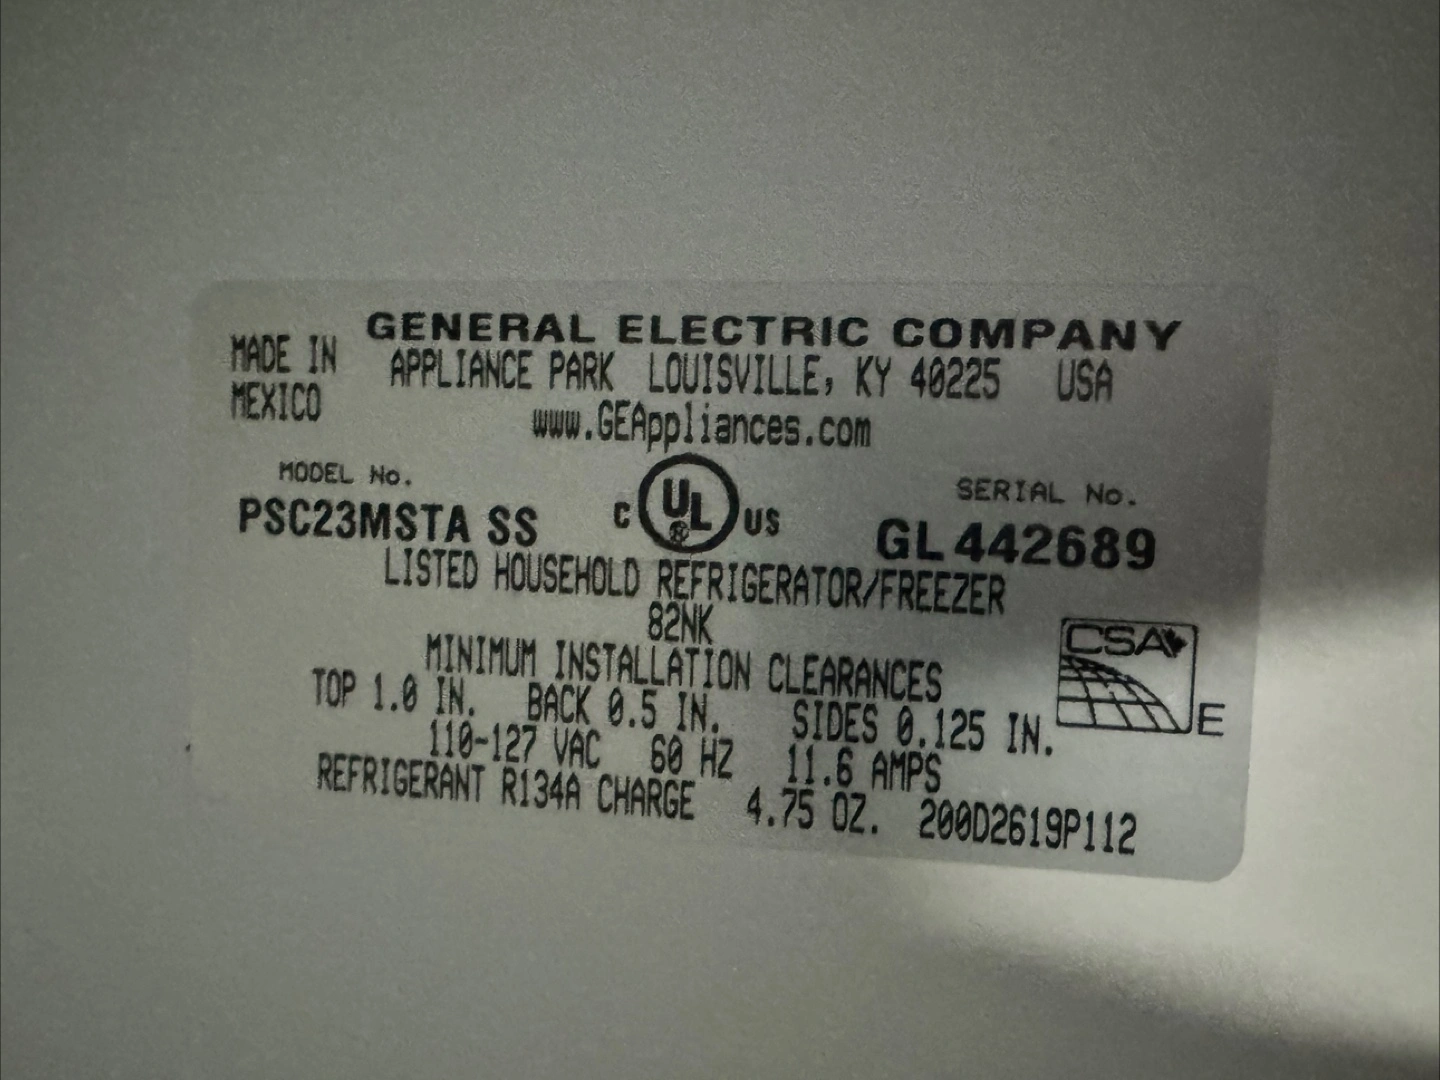 GENERAL ELECTRIC COMPANY
MADE IN MEXICO
APPLIANCE PARK LOUISVILLE, KY 40225 USA
www.GEAppliances.com
MODEL No.
PSC23MSTA SS
C UL ® US
SERIAL No.
GL442689
LISTED HOUSEHOLD REFRIGERATOR/FREEZER
82NK
MINIMUM INSTALLATION CLEARANCES
TOP 1.0 IN. BACK 0.5 IN. SIDES 0.125 IN.
110-127 VAC 60 HZ 11.6 AMPS
REFRIGERANT R134A CHARGE 4.75 OZ. 200D2619P112
CSA E